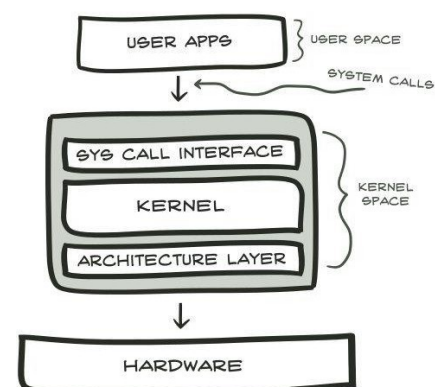 USER APPS
USER SPACE
SYSTEM CALLS
SYS CALL INTERFACE
KERNEL
KERNEL
SPACE
ARCHITECTURE LAYER
HARDWARE